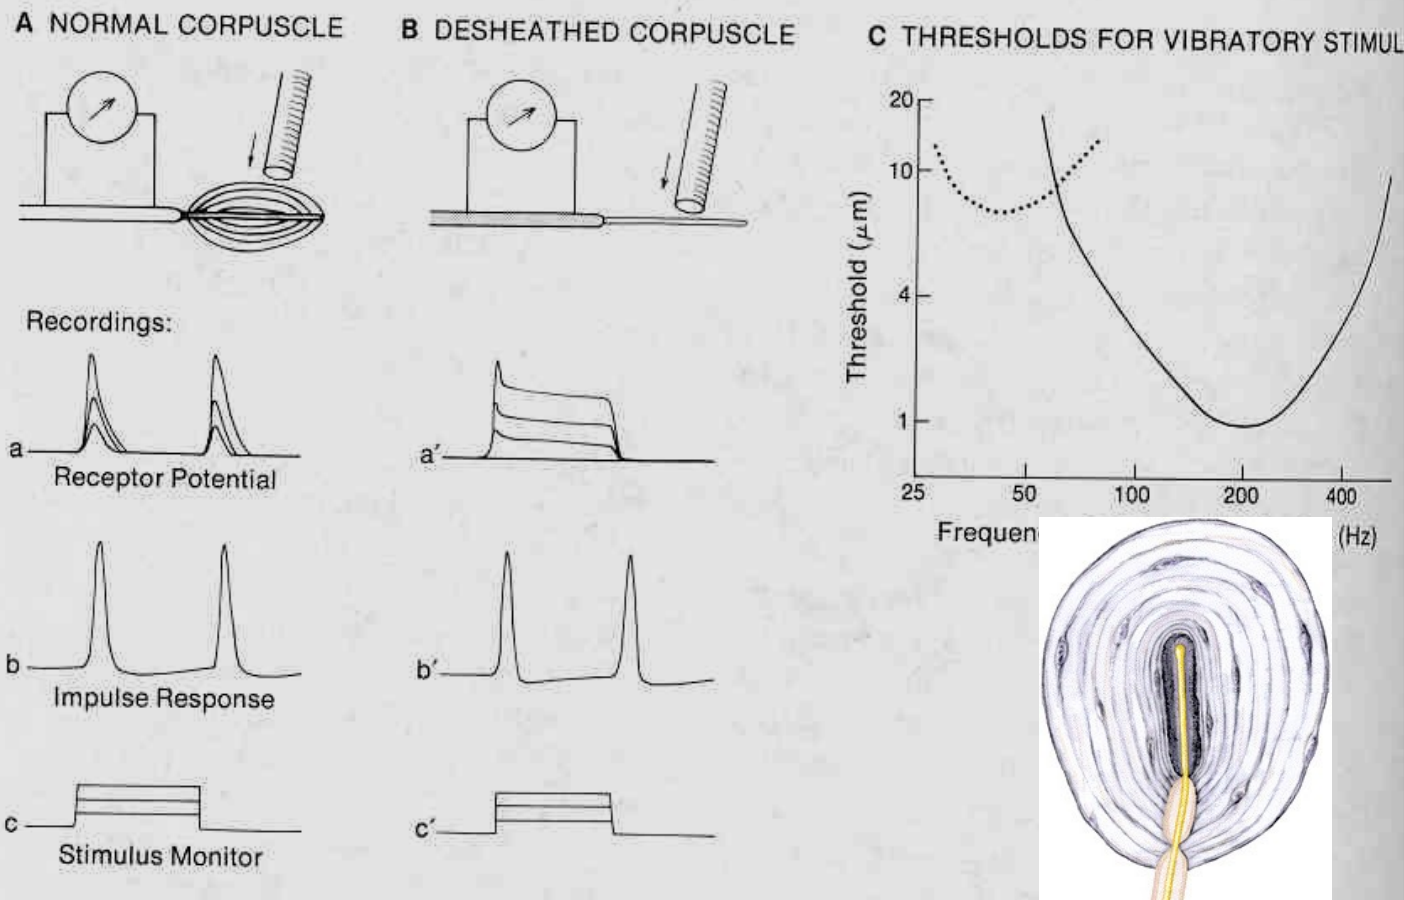 A NORMAL CORPUSCLE
B DESHEATHED CORPUSCLE
C THRESHOLDS FOR VIBRATORY STIMUL
Recordings:
a
Receptor Potential
b
Impulse Response
c
Stimulus Monitor
a′
b′
c′
Threshold (μm)
20
10
4
1
25 50 100 200 400
Frequen (Hz)